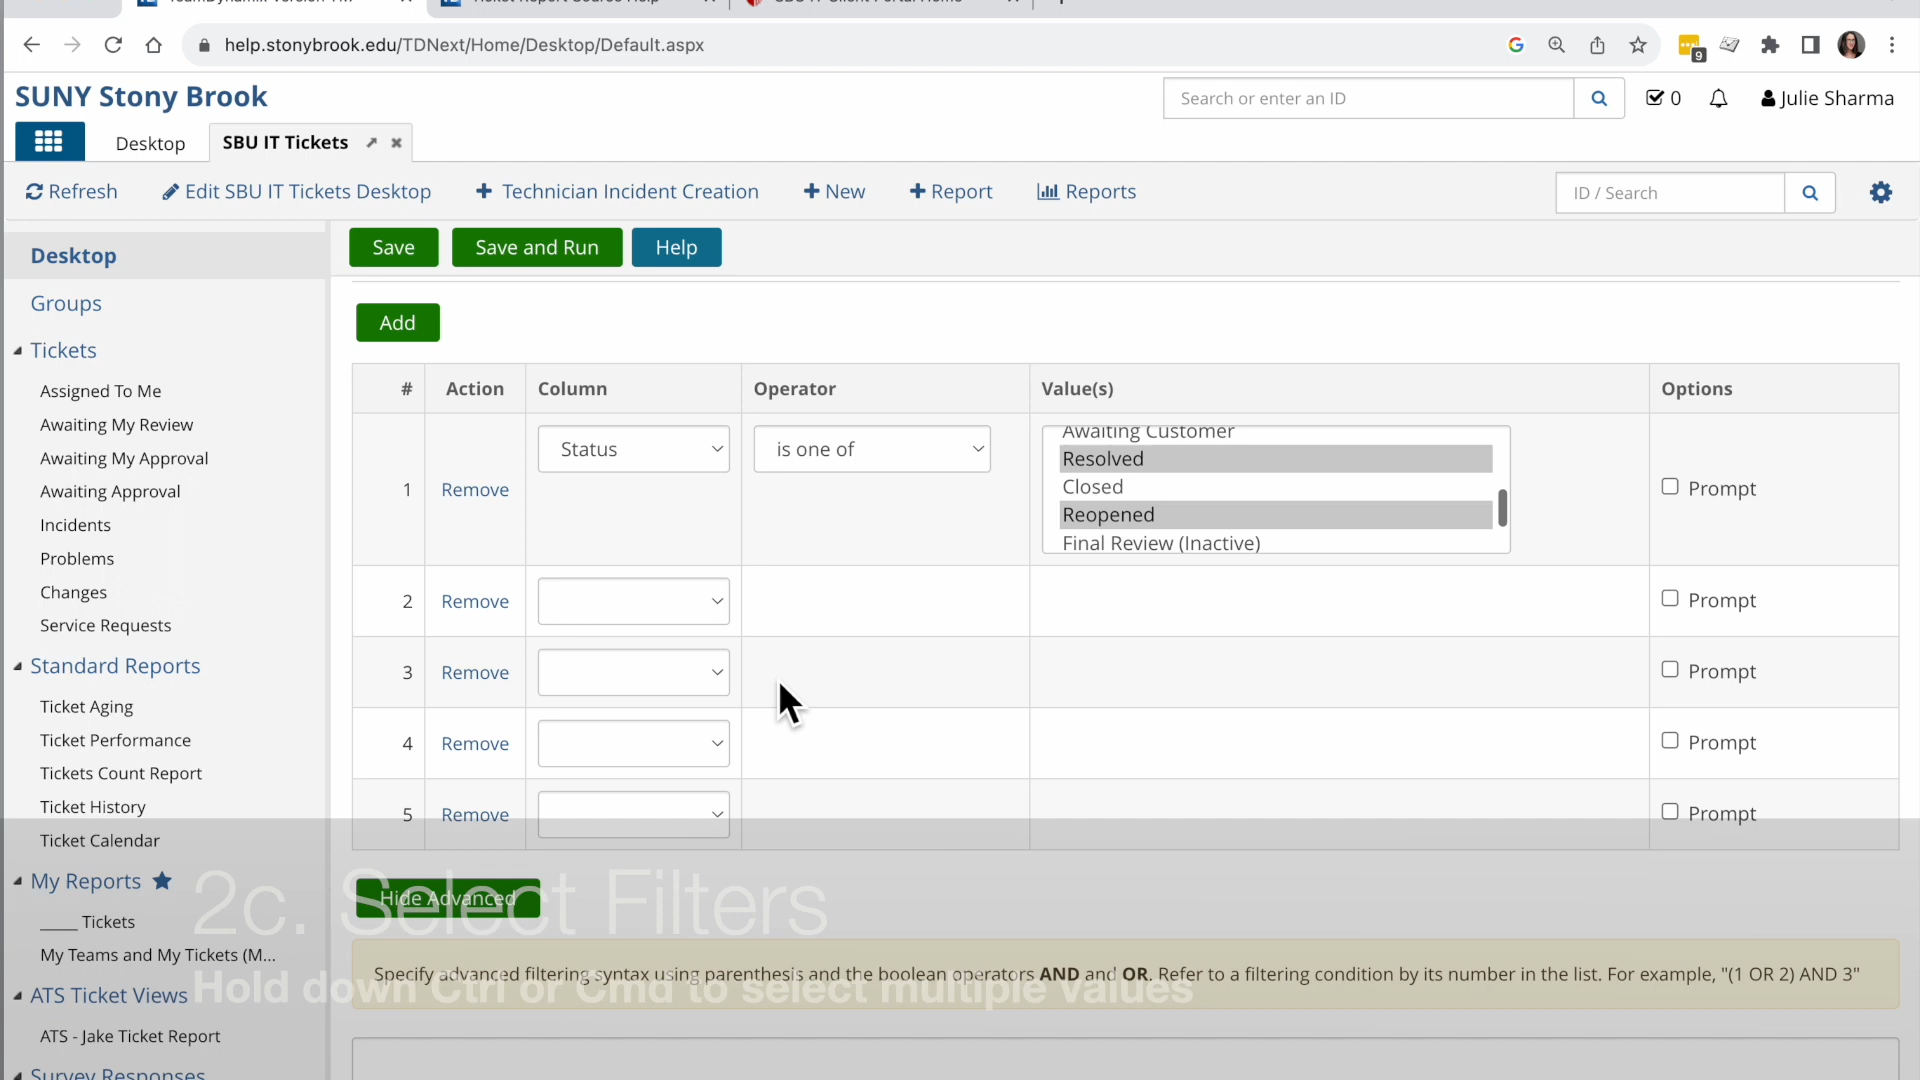 help.stonybrook.edu/TDNext/Home/Desktop/Default.aspx
9
SUNY Stony Brook
Search or enter an ID
0
Julie Sharma
Desktop
SBU IT Tickets
Refresh
Edit SBU IT Tickets Desktop
Technician Incident Creation
New
Report
Reports
ID / Search
Desktop
Groups
Tickets
Assigned To Me
Awaiting My Review
Awaiting My Approval
Awaiting Approval
Incidents
Problems
Changes
Service Requests
Standard Reports
Ticket Aging
Ticket Performance
Tickets Count Report
Ticket History
Ticket Calendar
My Reports
____ Tickets
My Teams and My Tickets (M...
ATS Ticket Views
ATS - Jake Ticket Report
Survey Responses
Save
Save and Run
Help
Add
# Action Column Operator Value(s) Options
1 Remove Status is one of
Awaiting Customer
Resolved
Closed
Reopened
Final Review (Inactive)
Prompt
2 Remove Prompt
3 Remove Prompt
4 Remove Prompt
5 Remove Prompt
Hide Advanced
2c. Select Filters
Specify advanced filtering syntax using parenthesis and the boolean operators AND and OR. Refer to a filtering condition by its number in the list. For example, "(1 OR 2) AND 3"
Hold down Ctrl or Cmd to select multiple values